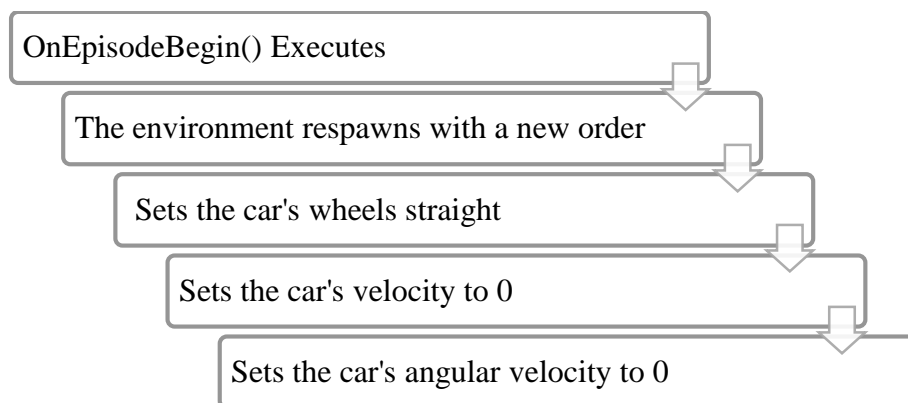 OnEpisodeBegin() Executes
The environment respawns with a new order
Sets the car's wheels straight
Sets the car's velocity to 0
Sets the car's angular velocity to 0